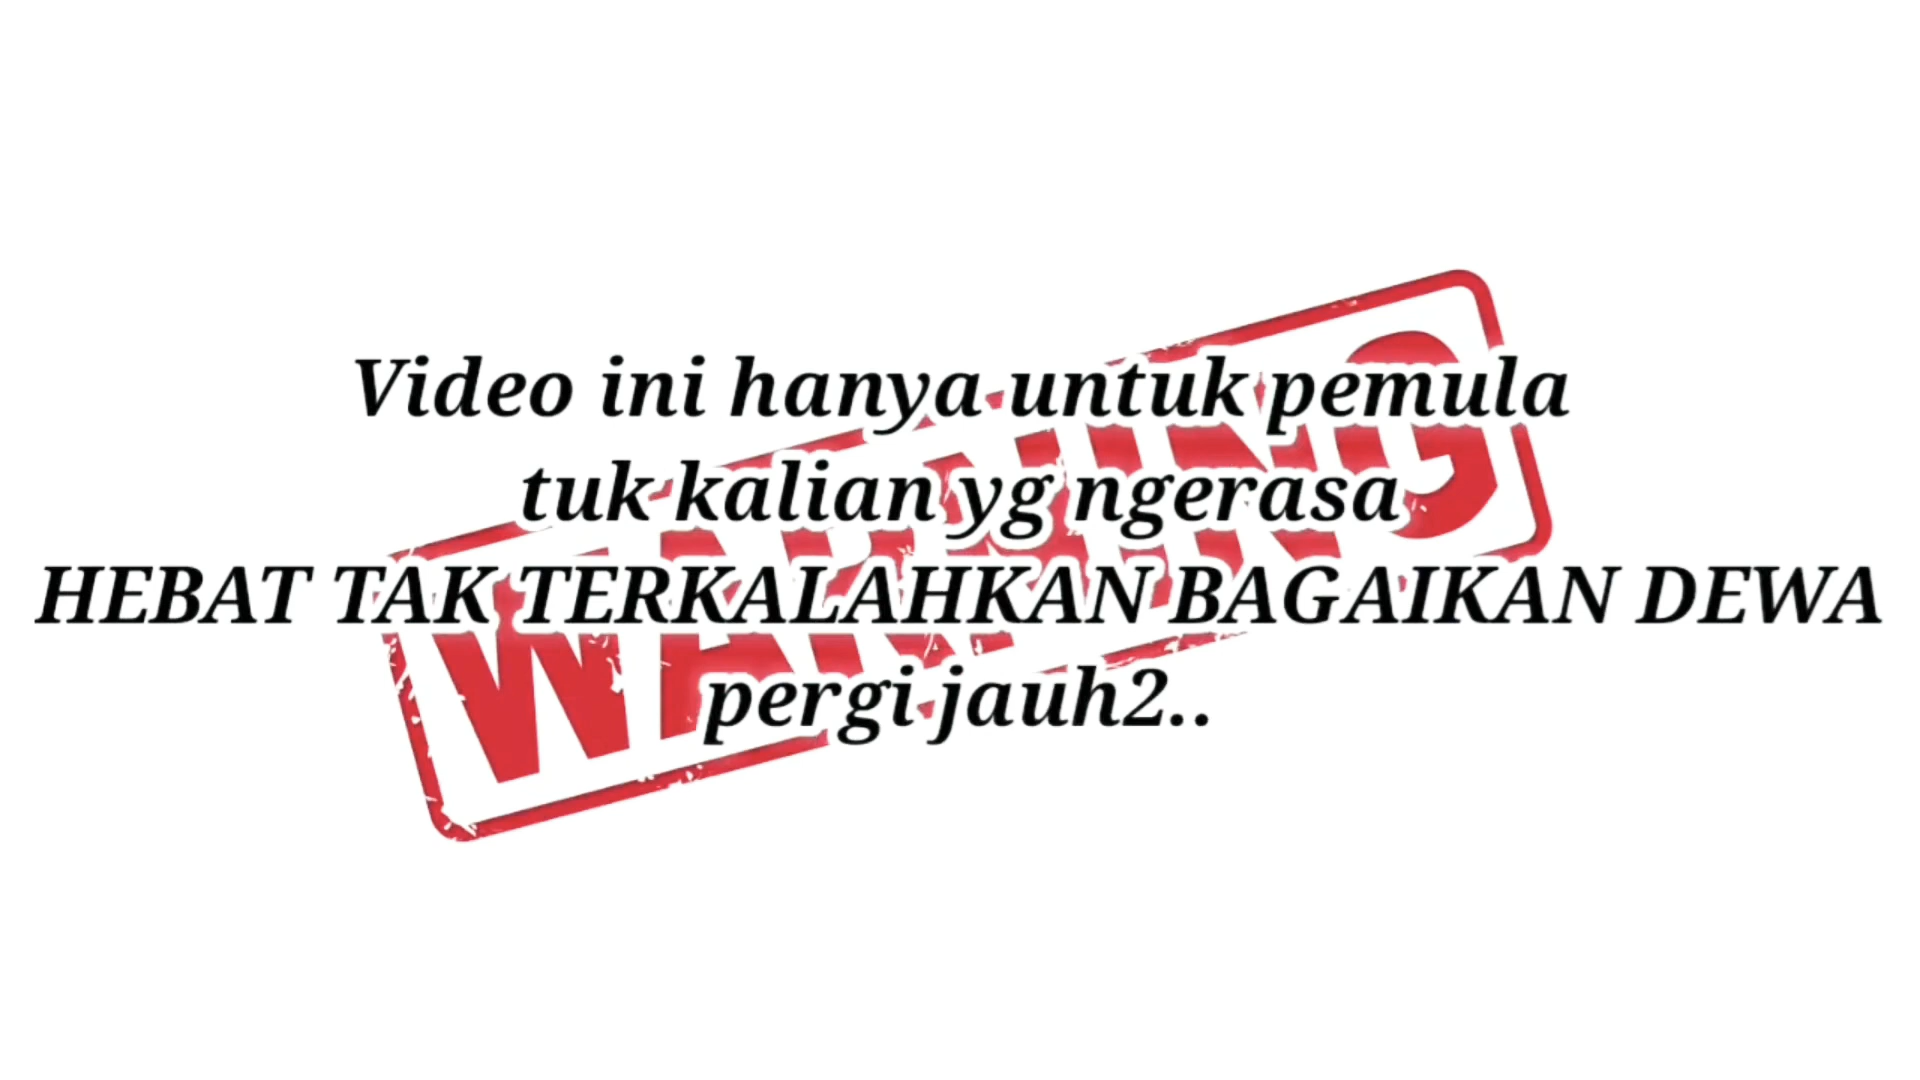 Video ini hanya untuk pemula
tuk kalian yg ngerasa
HEBAT TAK TERKALAHKAN BAGAIKAN DEWA
pergi jauh2..
WARNING